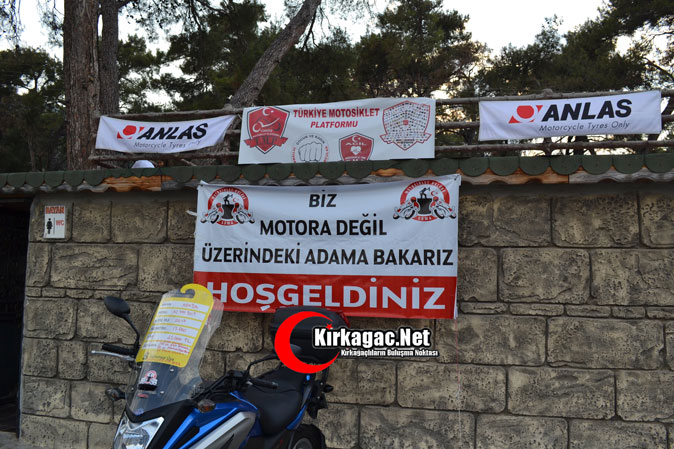 ANLAS
Motorcycle Tyres Only
TÜRKİYE MOTOSİKLET
PLATFORMU
ANLAS
Motorcycle Tyres Only
BİZ
MOTORA DEĞİL
ÜZERİNDEKİ ADAMA BAKARIZ
HOŞGELDİNİZ
Kirkagac.Net
Kırkağaçlıların Buluşma Noktası